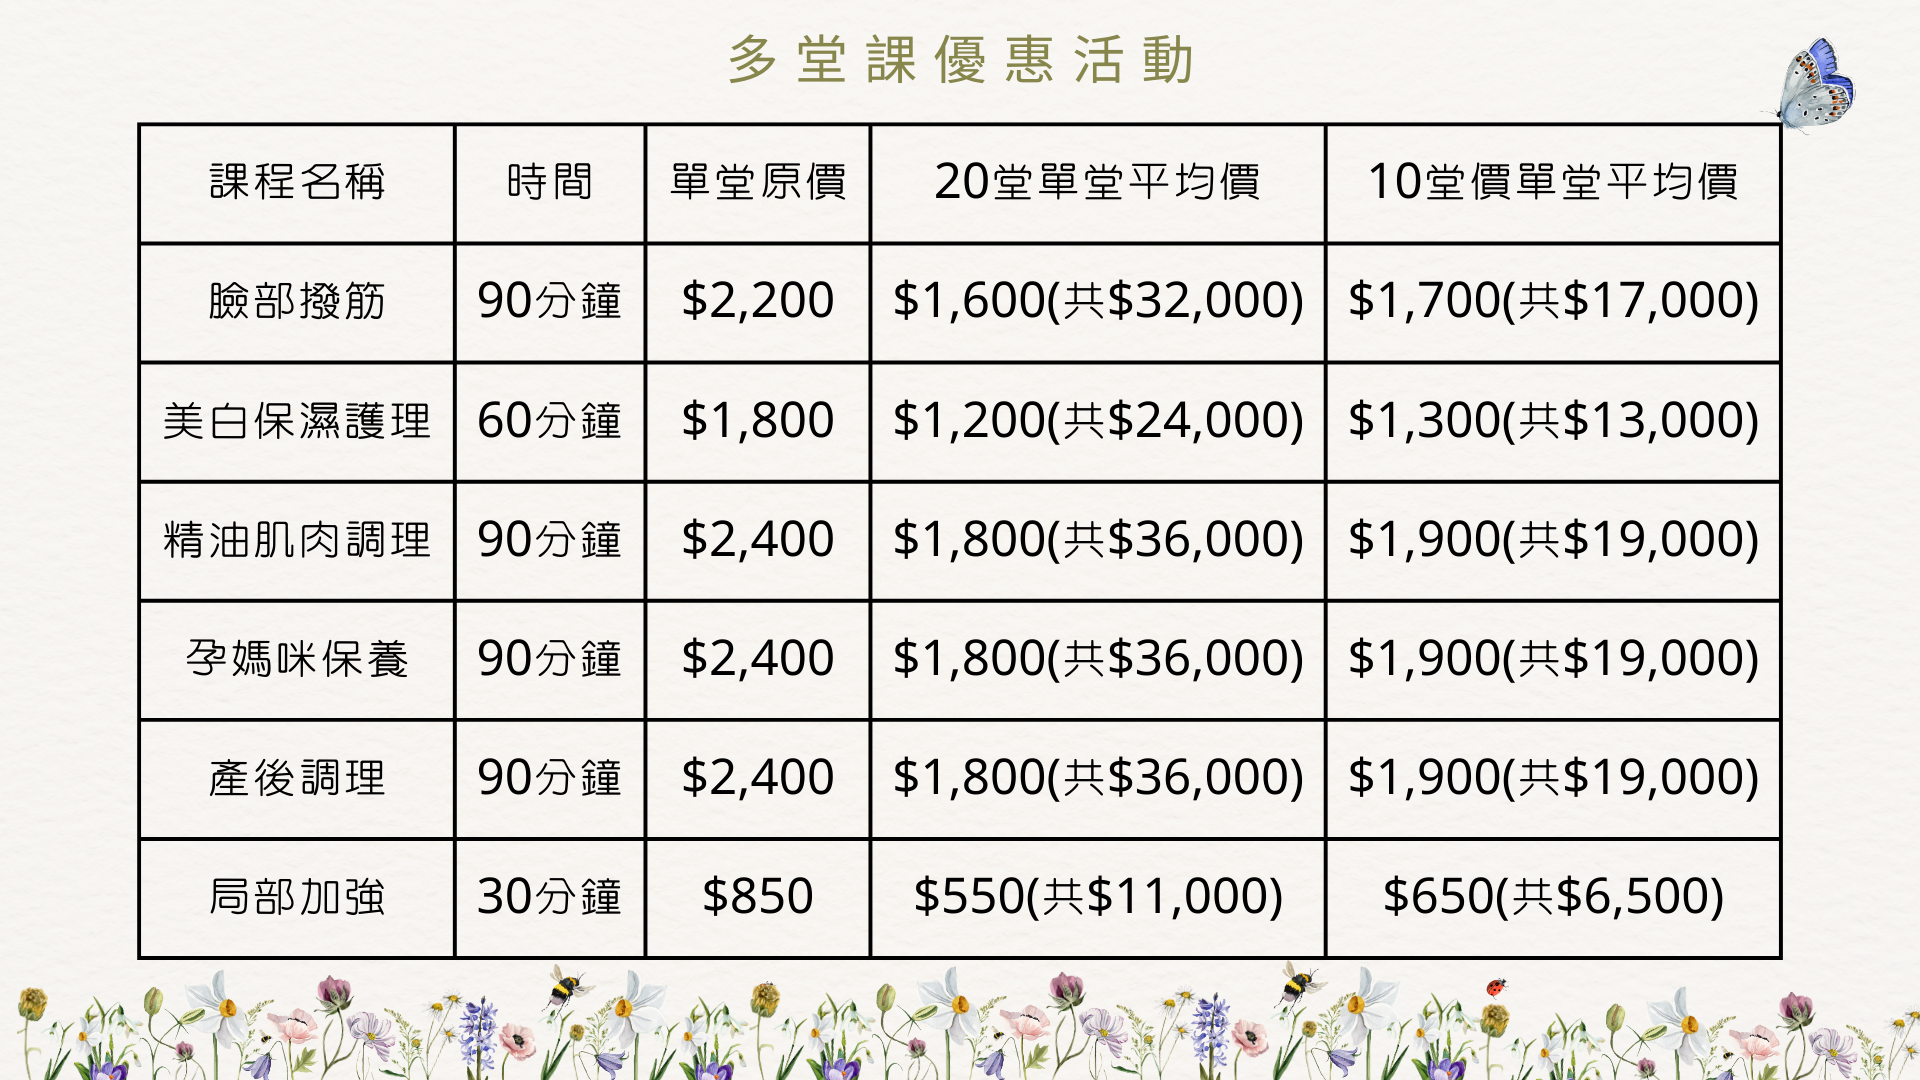 多堂課優惠活動
課程名稱 時間 單堂原價 20堂單堂平均價 10堂價單堂平均價
臉部撥筋 90分鐘 $2,200 $1,600(共$32,000) $1,700(共$17,000)
美白保濕護理 60分鐘 $1,800 $1,200(共$24,000) $1,300(共$13,000)
精油肌肉調理 90分鐘 $2,400 $1,800(共$36,000) $1,900(共$19,000)
孕媽咪保養 90分鐘 $2,400 $1,800(共$36,000) $1,900(共$19,000)
產後調理 90分鐘 $2,400 $1,800(共$36,000) $1,900(共$19,000)
局部加強 30分鐘 $850 $550(共$11,000) $650(共$6,500)